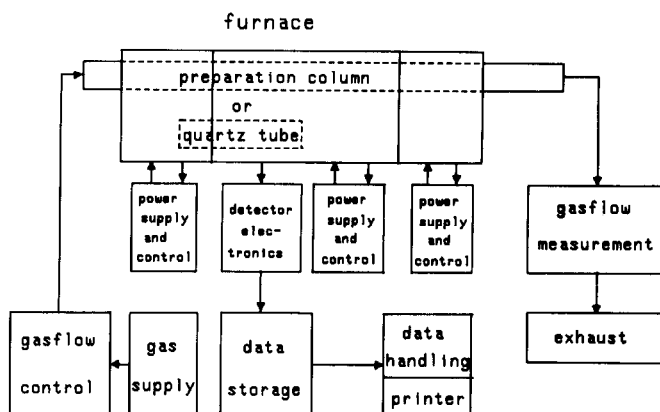 furnace
preparation column
or
quartz tube
power
supply
and
control
detector
elec-
tronics
power
supply
and
control
power
supply
and
control
gasflow
measurement
gasflow
control
gas
supply
data
storage
data
handling
printer
exhaust